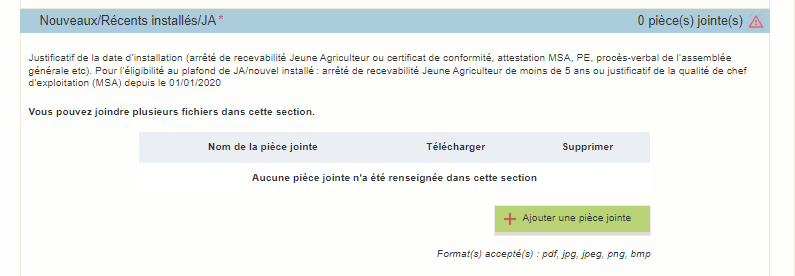 Nouveaux/Récents installés/JA * 0 pièce(s) jointe(s)
Justificatif de la date d'installation (arrêté de recevabilité Jeune Agriculteur ou certificat de conformité, attestation MSA, PE, procès-verbal de l'assemblée
générale etc). Pour l'éligibilité au plafond de JA/nouvel installé : arrêté de recevabilité Jeune Agriculteur de moins de 5 ans ou justificatif de la qualité de chef
d'exploitation (MSA) depuis le 01/01/2020
Vous pouvez joindre plusieurs fichiers dans cette section.
Nom de la pièce jointe Télécharger Supprimer
Aucune pièce jointe n'a été renseignée dans cette section
Ajouter une pièce jointe
Format(s) accepté(s) : pdf, jpg, jpeg, png, bmp